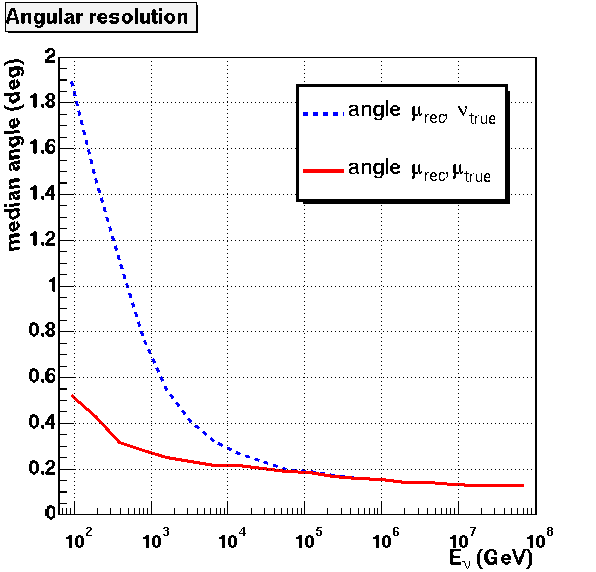 Angular resolution
median angle (deg)
2
1.8
1.6
1.4
1.2
1
0.8
0.6
0.4
0.2
0
angle μrec, νtrue
angle μrec,μtrue
10² 10³ 10⁴ 10⁵ 10⁶ 10⁷ 10⁸
Eν (GeV)